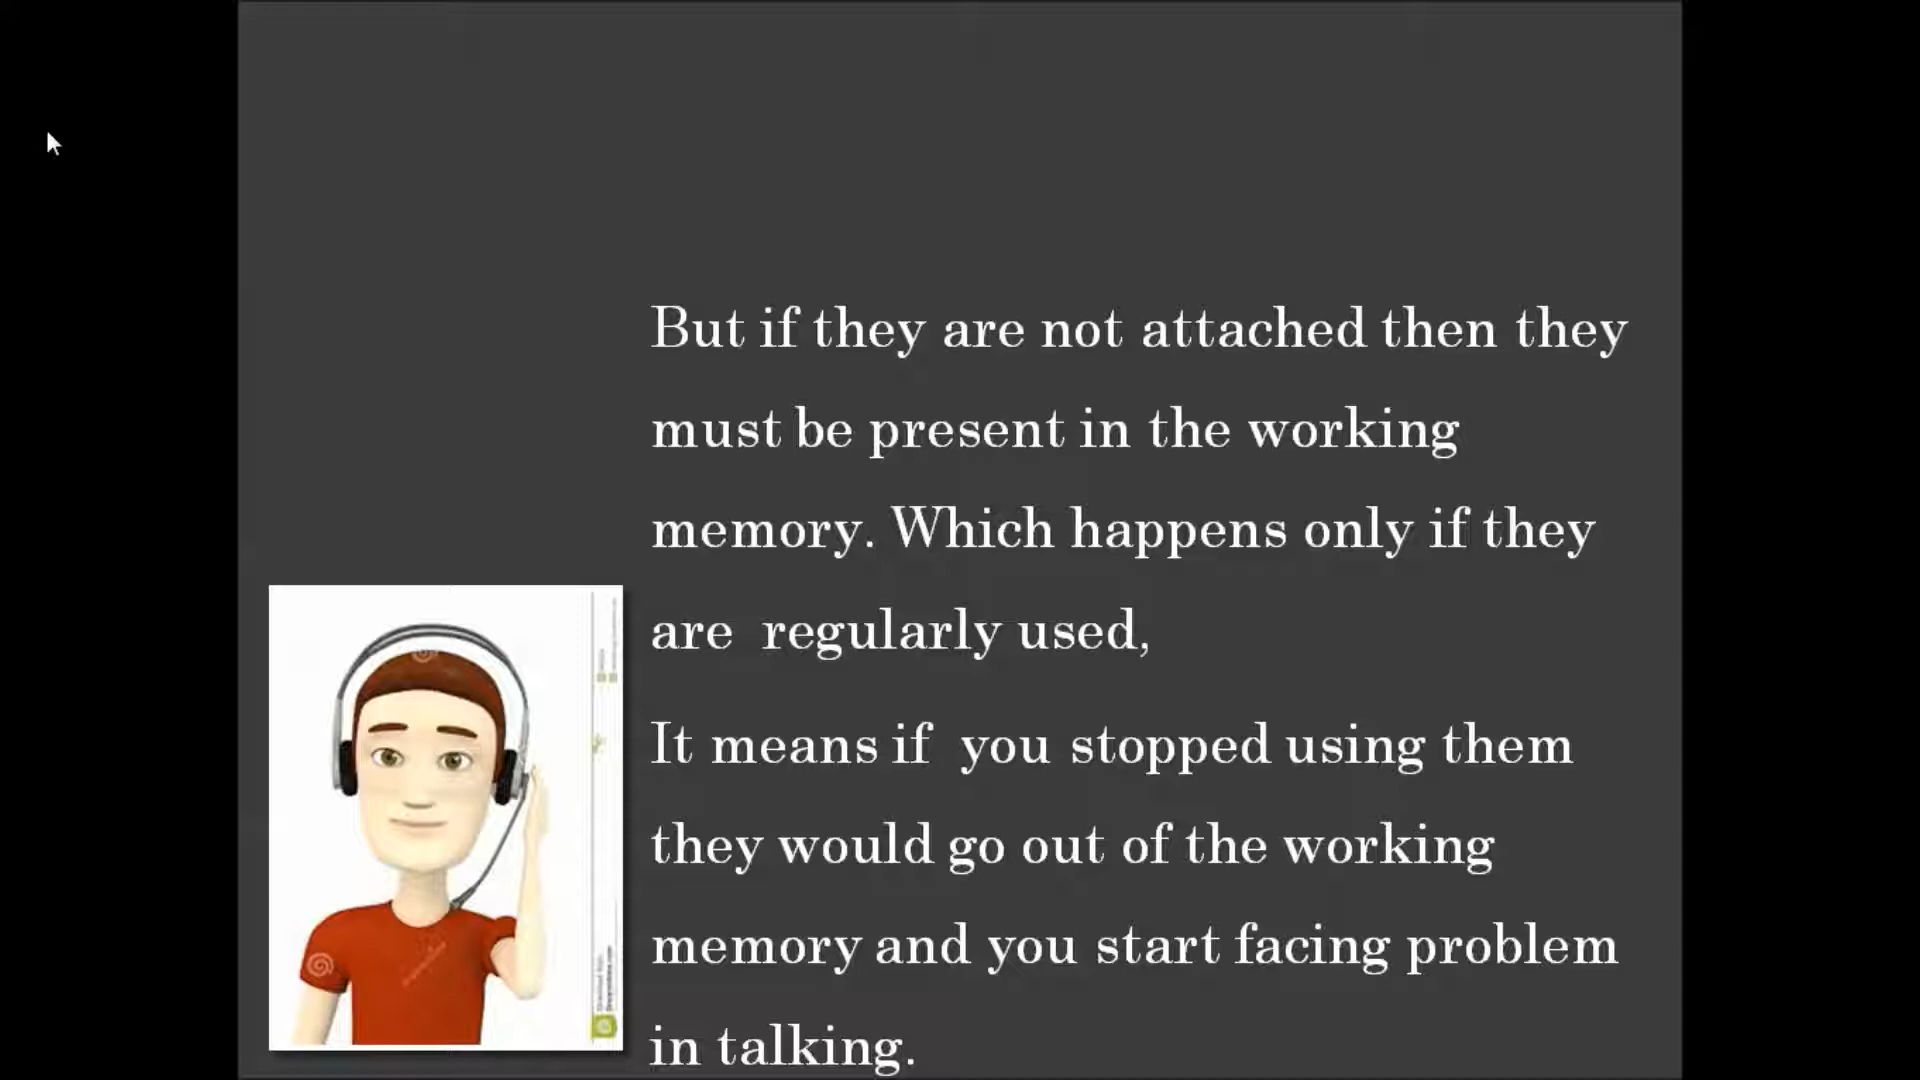 But if they are not attached then they
must be present in the working
memory. Which happens only if they
are regularly used,
It means if you stopped using them
they would go out of the working
memory and you start facing problem
in talking.